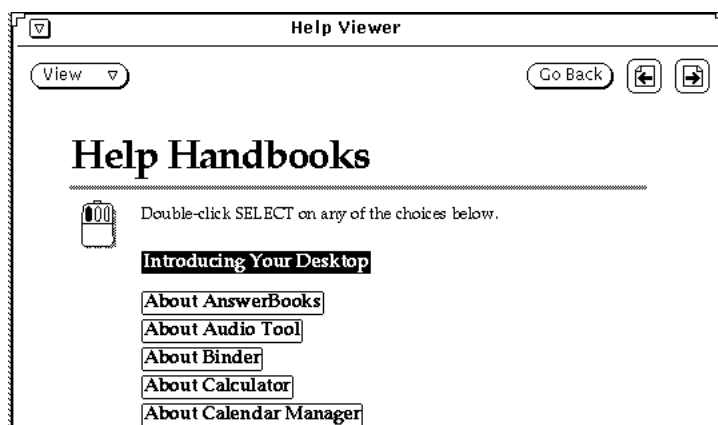 Help Viewer
View Go Back
Help Handbooks
Double-click SELECT on any of the choices below.
Introducing Your Desktop
About AnswerBooks
About Audio Tool
About Binder
About Calculator
About Calendar Manager